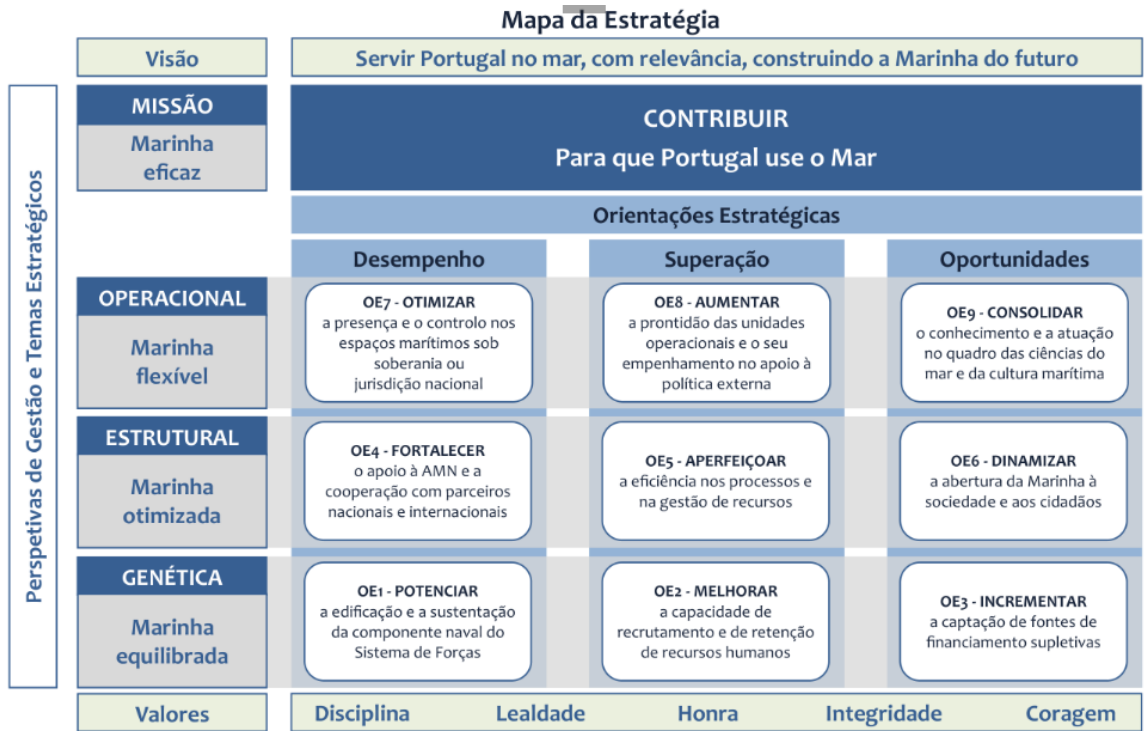 Mapa da Estratégia
Visão
Servir Portugal no mar, com relevância, construindo a Marinha do futuro
Perspetivas de Gestão e Temas Estratégicos
MISSÃO
Marinha
eficaz
CONTRIBUIR
Para que Portugal use o Mar
Orientações Estratégicas
Desempenho
Superação
Oportunidades
OPERACIONAL
Marinha
flexível
OE7 - OTIMIZAR
a presença e o controlo nos
espaços marítimos sob
soberania ou
jurisdição nacional
OE8 - AUMENTAR
a prontidão das unidades
operacionais e o seu
empenhamento no apoio à
política externa
OE9 - CONSOLIDAR
o conhecimento e a atuação
no quadro das ciências do
mar e da cultura marítima
ESTRUTURAL
Marinha
otimizada
OE4 - FORTALECER
o apoio à AMN e a
cooperação com parceiros
nacionais e internacionais
OE5 - APERFEIÇOAR
a eficiência nos processos e
na gestão de recursos
OE6 - DINAMIZAR
a abertura da Marinha à
sociedade e aos cidadãos
GENÉTICA
Marinha
equilibrada
OE1 - POTENCIAR
a edificação e a sustentação
da componente naval do
Sistema de Forças
OE2 - MELHORAR
a capacidade de
recrutamento e de retenção
de recursos humanos
OE3 - INCREMENTAR
a captação de fontes de
financiamento supletivas
Valores
Disciplina Lealdade Honra Integridade Coragem